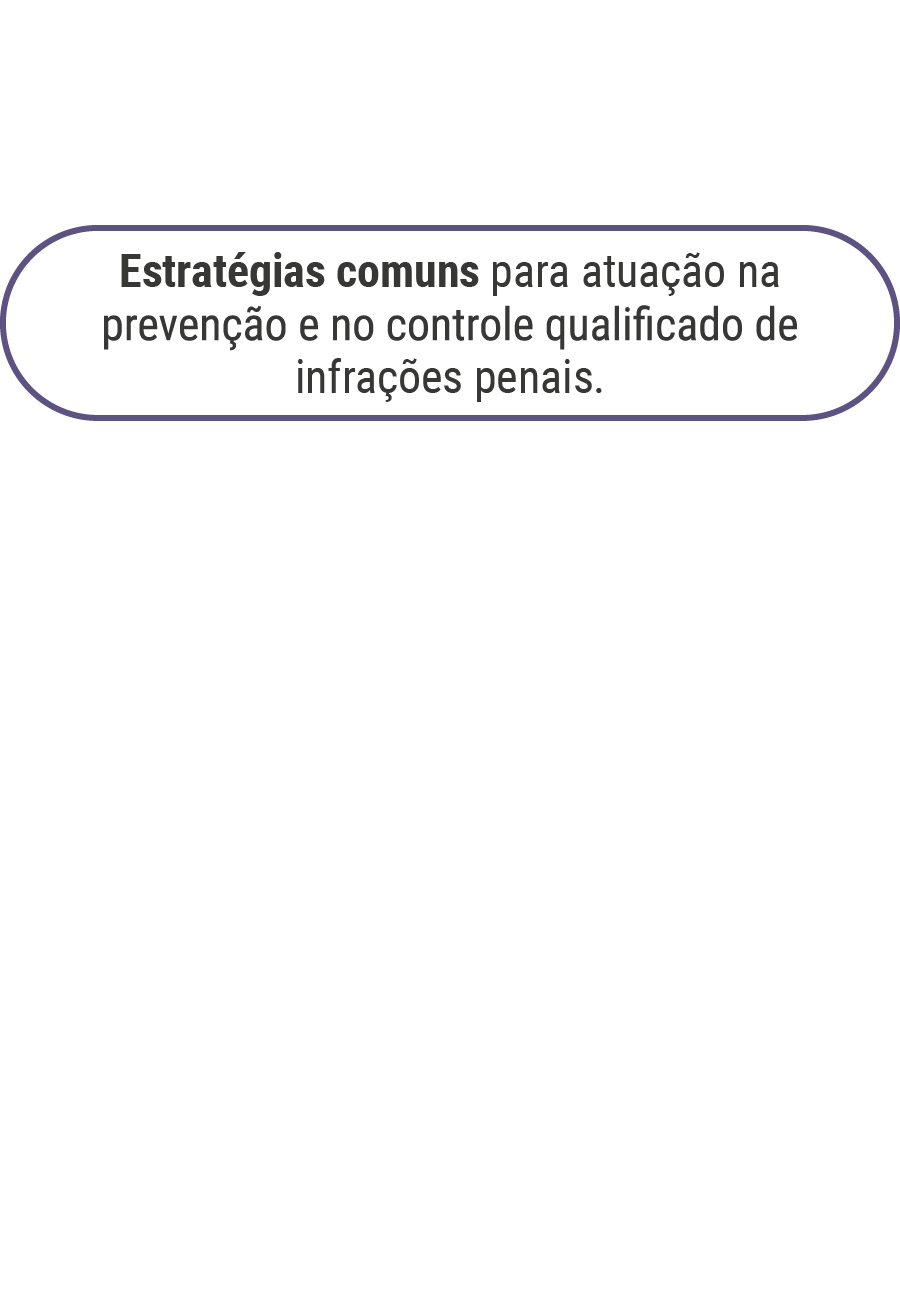 Estratégias comuns para atuação na
prevenção e no controle qualificado de
infrações penais.